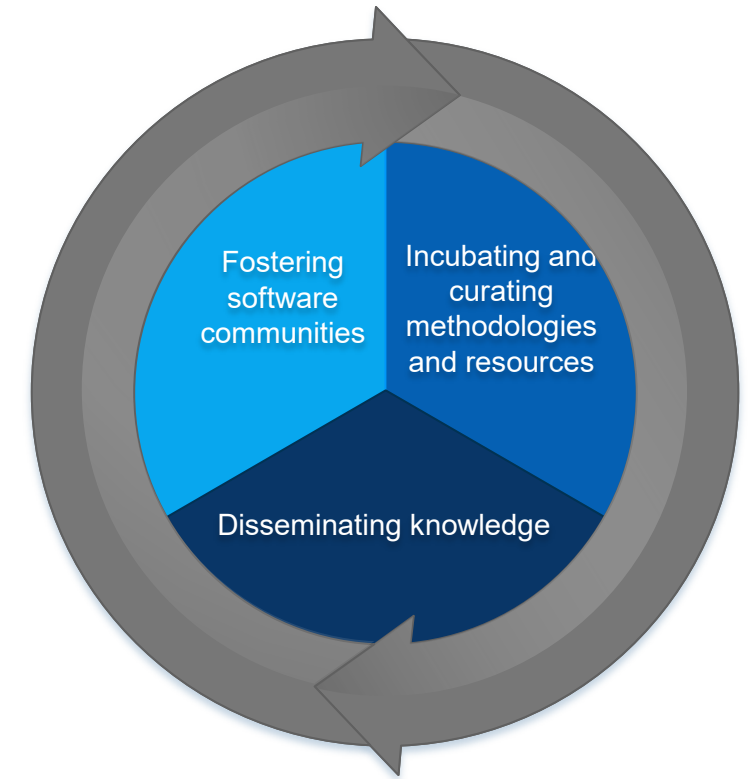 Fostering
software
communities
Incubating and
curating
methodologies
and resources
Disseminating knowledge